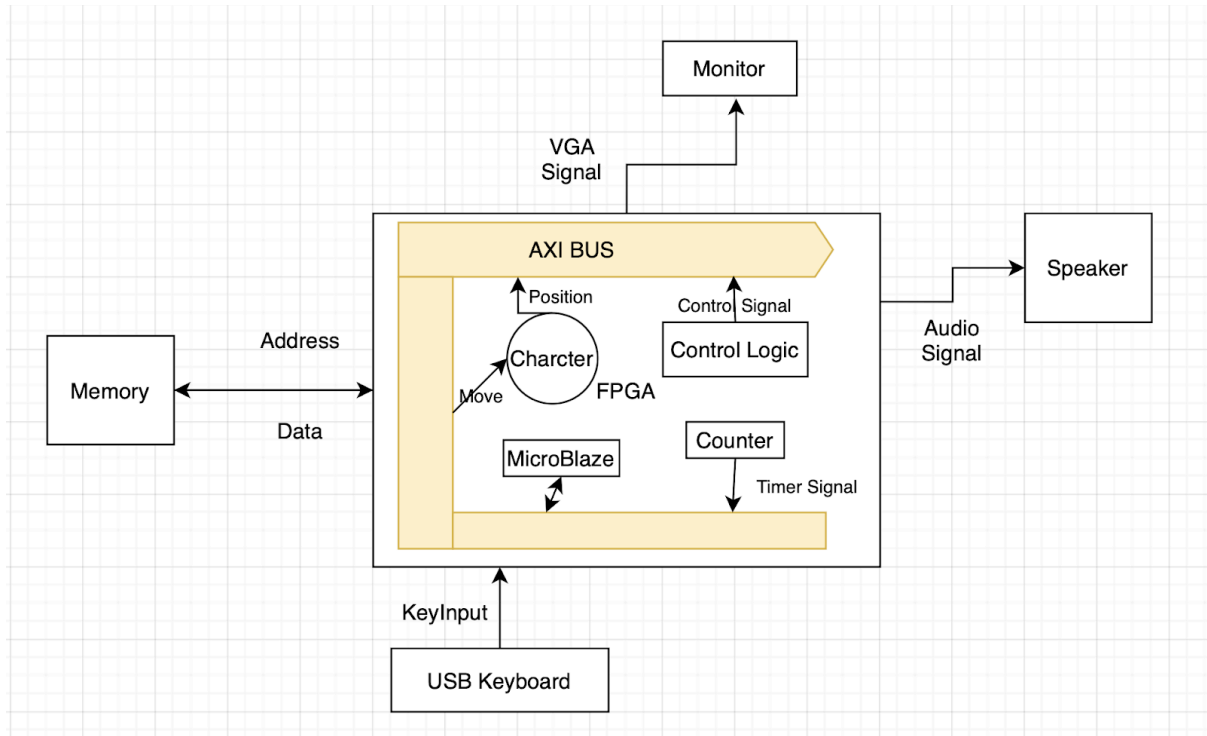 Monitor
VGA
Signal
AXI BUS
Speaker
Position
Control Signal
Audio
Signal
Address
Charcter
Control Logic
Memory
Move
FPGA
Data
Counter
MicroBlaze
Timer Signal
KeyInput
USB Keyboard